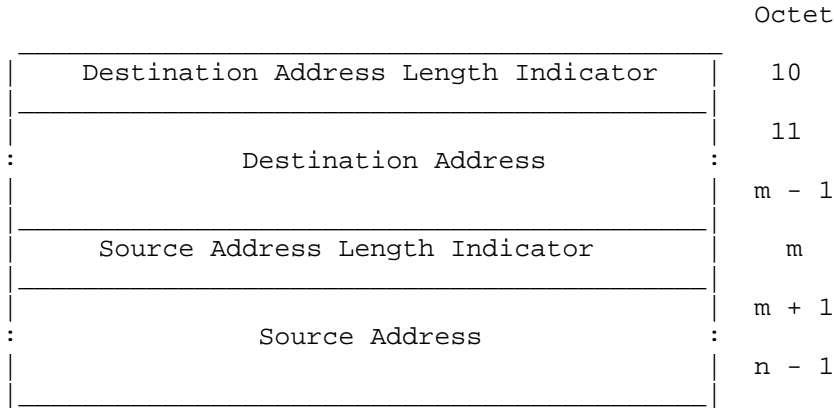 Octet
Destination Address Length Indicator 10
11
Destination Address
m - 1
Source Address Length Indicator m
m + 1
Source Address
n - 1